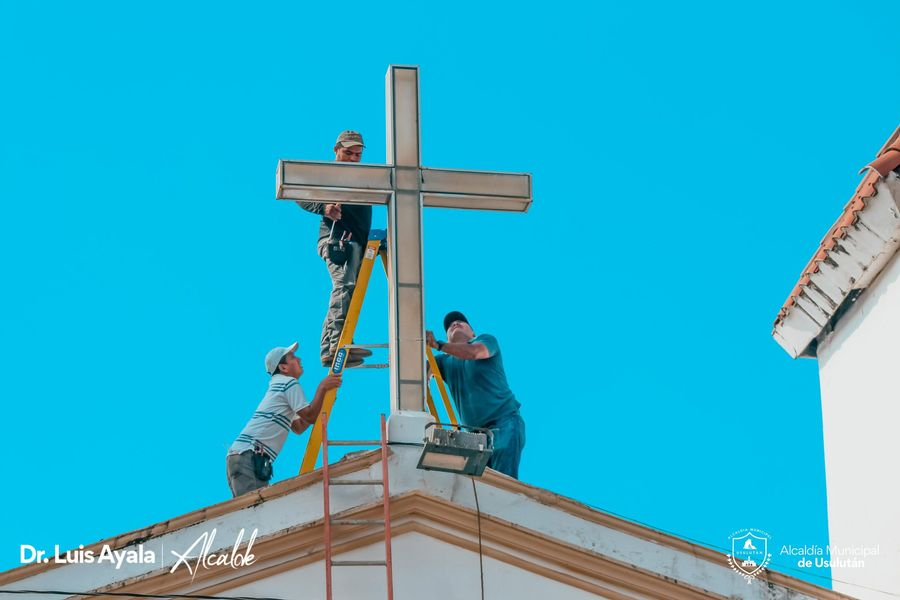 Dr. Luis Ayala | Alcalde
Alcaldía Municipal
de Usulután